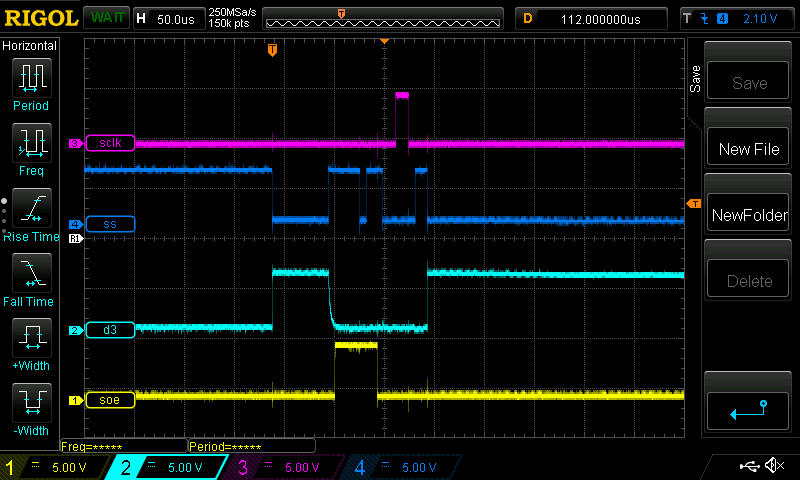 RIGOL WAIT H 50.0us 250MSa/s 150k pts D 112.000000us T 4 2.10 V
Horizontal
Period
Freq
Rise Time
Fall Time
+Width
-Width
T
3 sclk
4 ss
R1
2 d3
1 soe
T
Save
Save
New File
NewFolder
Delete
Freq=***** Period=*****
1 5.00 V 2 5.00 V 3 5.00 V 4 5.00 V